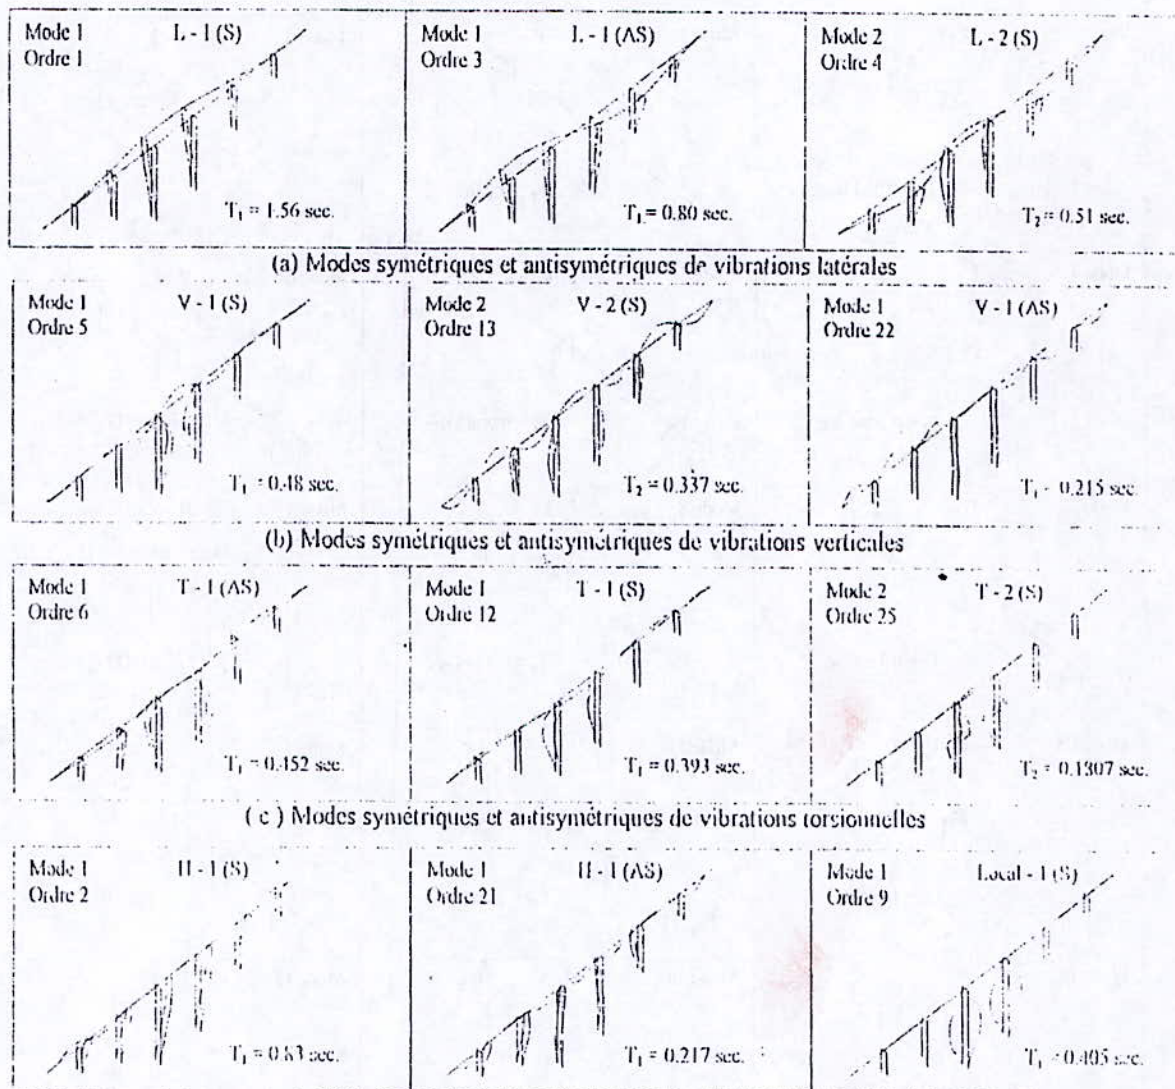 Mode 1 L - 1 (S)
Ordre 1
T₁ = 1.56 sec.
Mode 1 L - 1 (AS)
Ordre 3
T₁ = 0.80 sec.
Mode 2 L - 2 (S)
Ordre 4
T₂ = 0.51 sec.
(a) Modes symétriques et antisymétriques de vibrations latérales
Mode 1 V - 1 (S)
Ordre 5
T₁ = 0.48 sec.
Mode 2 V - 2 (S)
Ordre 13
T₂ = 0.337 sec.
Mode 1 V - 1 (AS)
Ordre 22
T₁ - 0.215 sec.
(b) Modes symétriques et antisymétriques de vibrations verticales
Mode 1 T - 1 (AS)
Ordre 6
T₁ = 0.452 sec.
Mode 1 T - 1 (S)
Ordre 12
T₁ = 0.393 sec.
Mode 2 T - 2 (S)
Ordre 25
T₂ = 0.1807 sec.
( c ) Modes symétriques et antisymétriques de vibrations torsionnelles
Mode 1 H - 1 (S)
Ordre 2
T₁ = 0.83 sec.
Mode 1 H - 1 (AS)
Ordre 21
T₁ = 0.217 sec.
Mode 1 Local - 1 (S)
Ordre 9
T₁ = 0.405 sec.